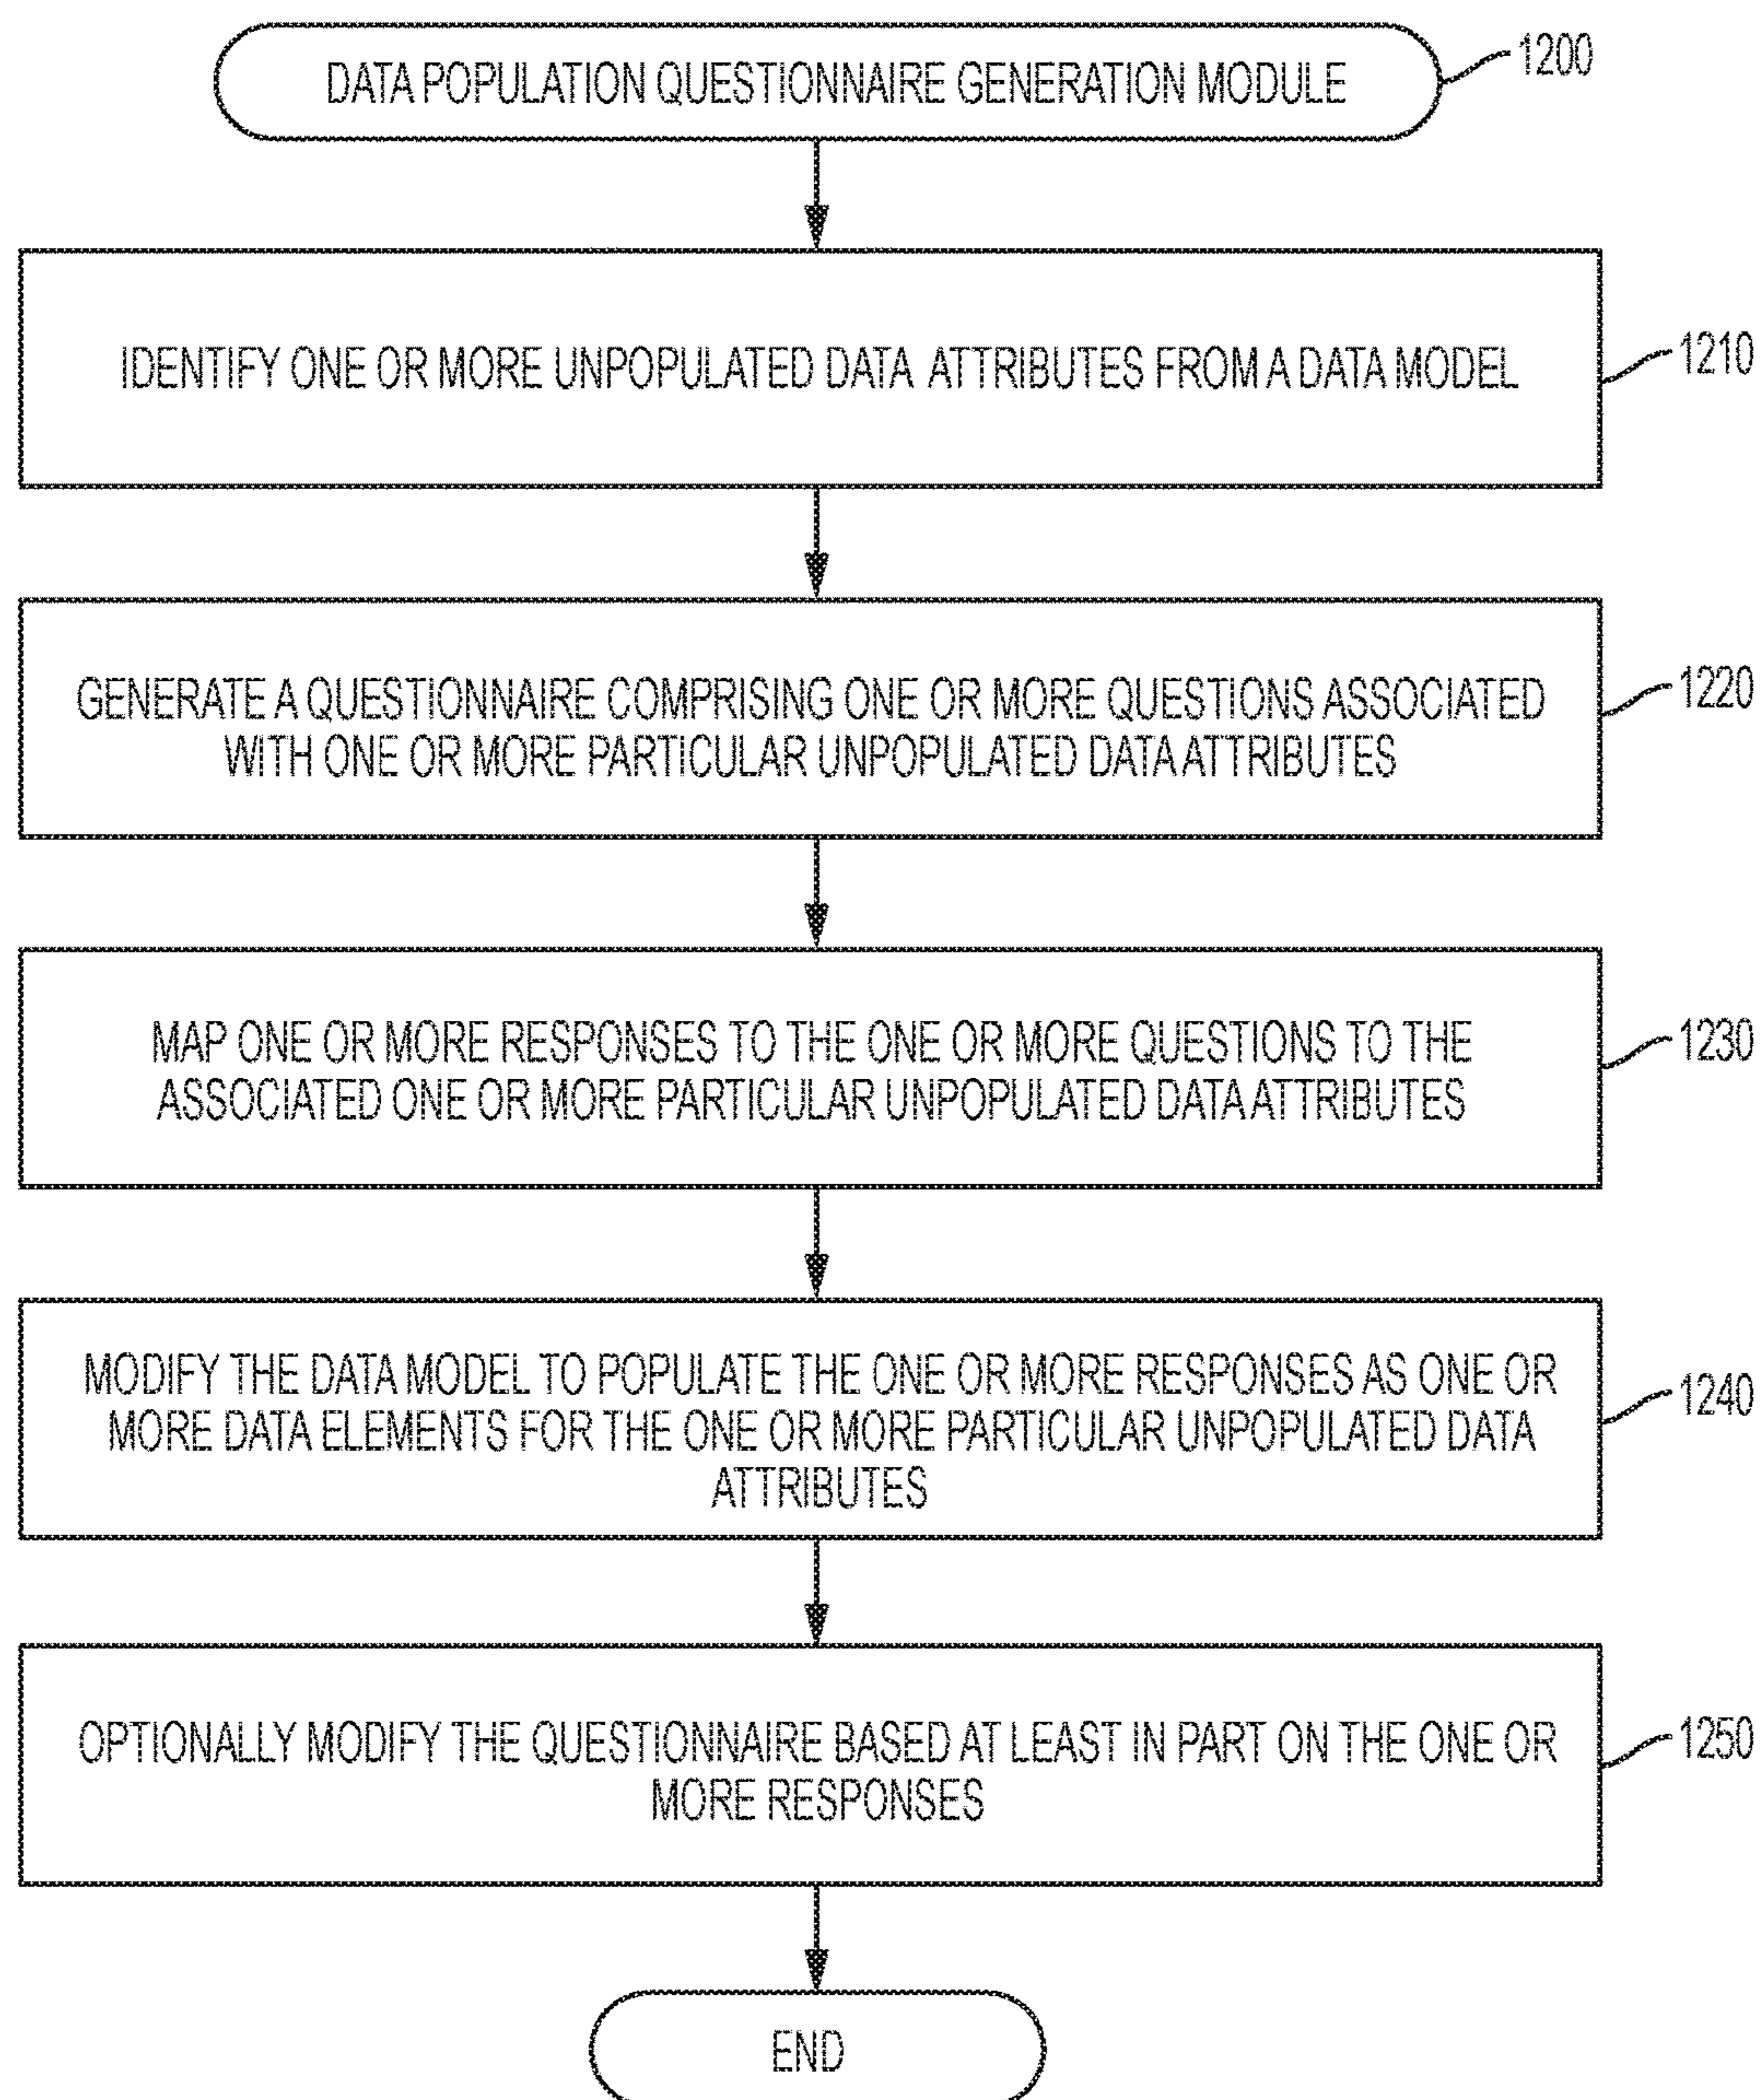 DATA POPULATION QUESTIONNAIRE GENERATION MODULE
1200
IDENTIFY ONE OR MORE UNPOPULATED DATA ATTRIBUTES FROM A DATA MODEL
1210
GENERATE A QUESTIONNAIRE COMPRISING ONE OR MORE QUESTIONS ASSOCIATED
WITH ONE OR MORE PARTICULAR UNPOPULATED DATA ATTRIBUTES
1220
MAP ONE OR MORE RESPONSES TO THE ONE OR MORE QUESTIONS TO THE
ASSOCIATED ONE OR MORE PARTICULAR UNPOPULATED DATA ATTRIBUTES
1230
MODIFY THE DATA MODEL TO POPULATE THE ONE OR MORE RESPONSES AS ONE OR
MORE DATA ELEMENTS FOR THE ONE OR MORE PARTICULAR UNPOPULATED DATA
ATTRIBUTES
1240
OPTIONALLY MODIFY THE QUESTIONNAIRE BASED AT LEAST IN PART ON THE ONE OR
MORE RESPONSES
1250
END